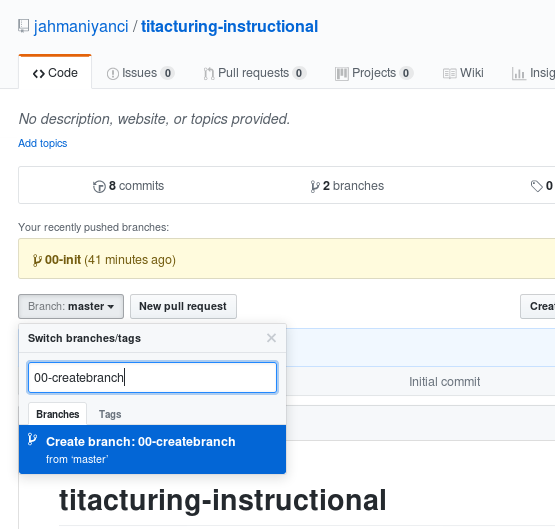 jahmaniyanci / titacturing-instructional
Code Issues 0 Pull requests 0 Projects 0 Wiki
No description, website, or topics provided.
Add topics
8 commits 2 branches 0
Your recently pushed branches:
00-init (41 minutes ago)
Branch: master New pull request
Switch branches/tags
00-createbranch
Initial commit
Branches Tags
Create branch: 00-createbranch
from 'master'
titacturing-instructional